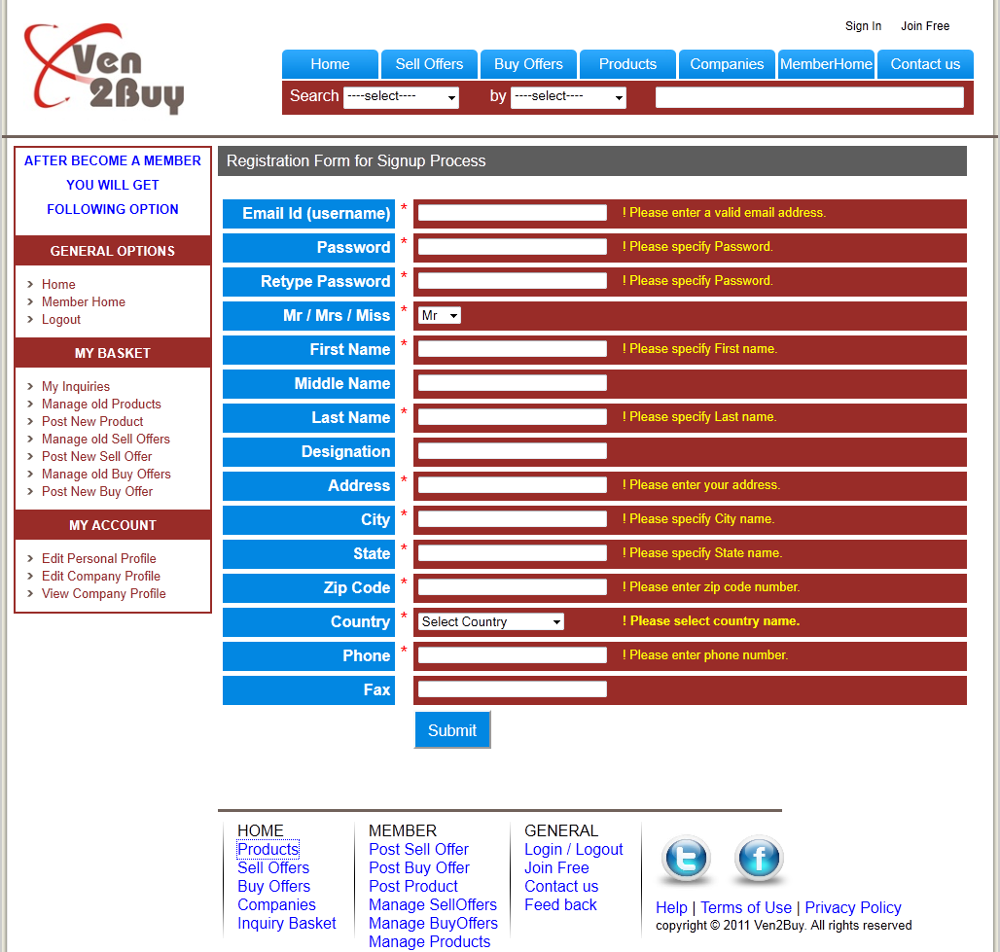 Sign In Join Free
Ven
2Buy
Home Sell Offers Buy Offers Products Companies MemberHome Contact us
Search ----select---- by ----select----
AFTER BECOME A MEMBER
YOU WILL GET
FOLLOWING OPTION
GENERAL OPTIONS
Home
Member Home
Logout
MY BASKET
My Inquiries
Manage old Products
Post New Product
Manage old Sell Offers
Post New Sell Offer
Manage old Buy Offers
Post New Buy Offer
MY ACCOUNT
Edit Personal Profile
Edit Company Profile
View Company Profile
Registration Form for Signup Process
Email Id (username) * ! Please enter a valid email address.
Password * ! Please specify Password.
Retype Password * ! Please specify Password.
Mr / Mrs / Miss * Mr
First Name * ! Please specify First name.
Middle Name
Last Name * ! Please specify Last name.
Designation
Address * ! Please enter your address.
City * ! Please specify City name.
State * ! Please specify State name.
Zip Code * ! Please enter zip code number.
Country * Select Country ! Please select country name.
Phone * ! Please enter phone number.
Fax
Submit
HOME
Products
Sell Offers
Buy Offers
Companies
Inquiry Basket
MEMBER
Post Sell Offer
Post Buy Offer
Post Product
Manage SellOffers
Manage BuyOffers
Manage Products
GENERAL
Login / Logout
Join Free
Contact us
Feed back
Help | Terms of Use | Privacy Policy
copyright © 2011 Ven2Buy. All rights reserved